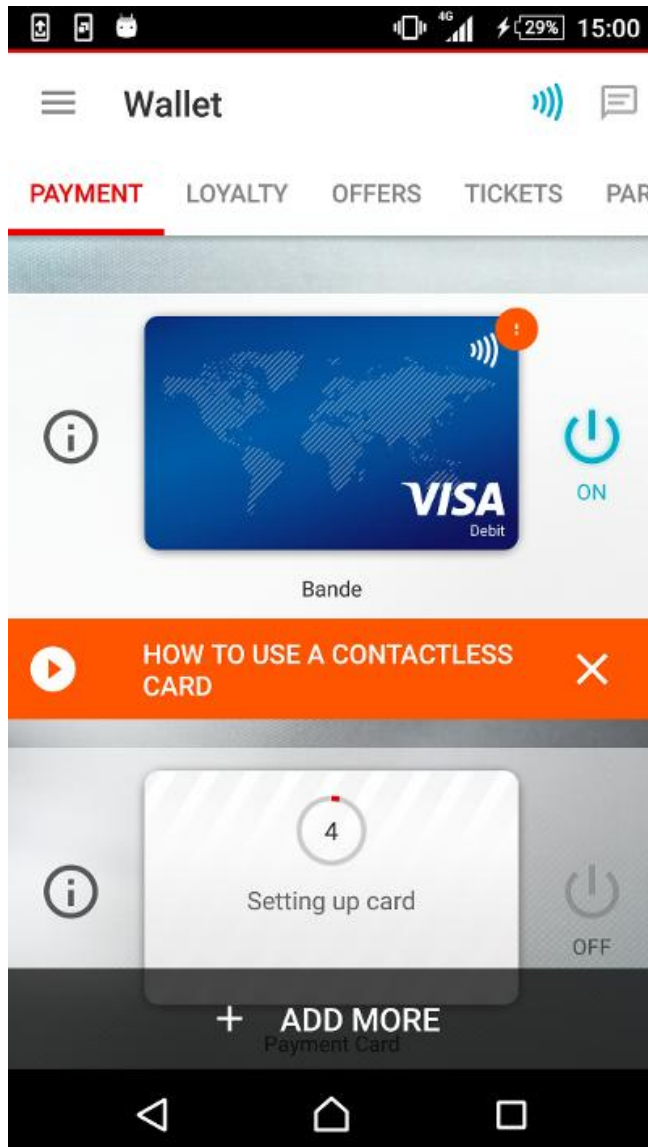 4G
29%
15:00
Wallet
PAYMENT
LOYALTY
OFFERS
TICKETS
PAR
VISA
Debit
ON
Bande
HOW TO USE A CONTACTLESS
CARD
4
Setting up card
OFF
+ ADD MORE
Payment Card